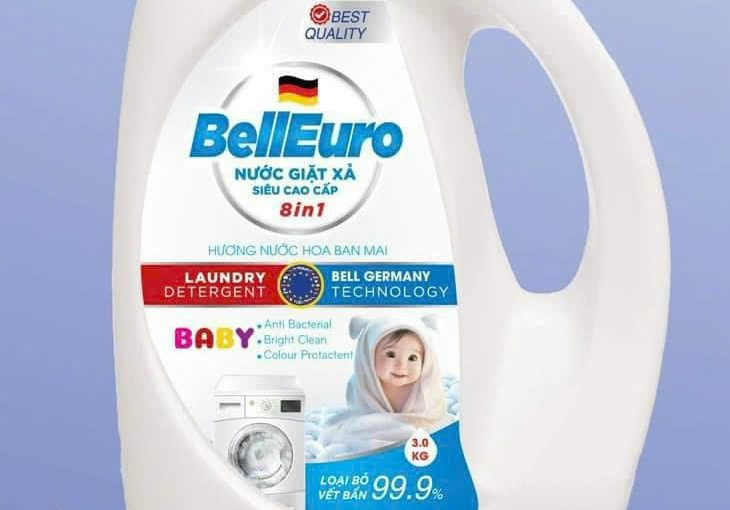 BEST
QUALITY
BellEuro
NƯỚC GIẶT XẢ
SIÊU CAO CẤP
8in1
HƯƠNG NƯỚC HOA BAN MAI
LAUNDRY
DETERGENT
BELL GERMANY
TECHNOLOGY
BABY
Anti Bacterial
Bright Clean
Colour Protactent
3.0
KG
LOẠI BỎ
VẾT BẨN 99.9%